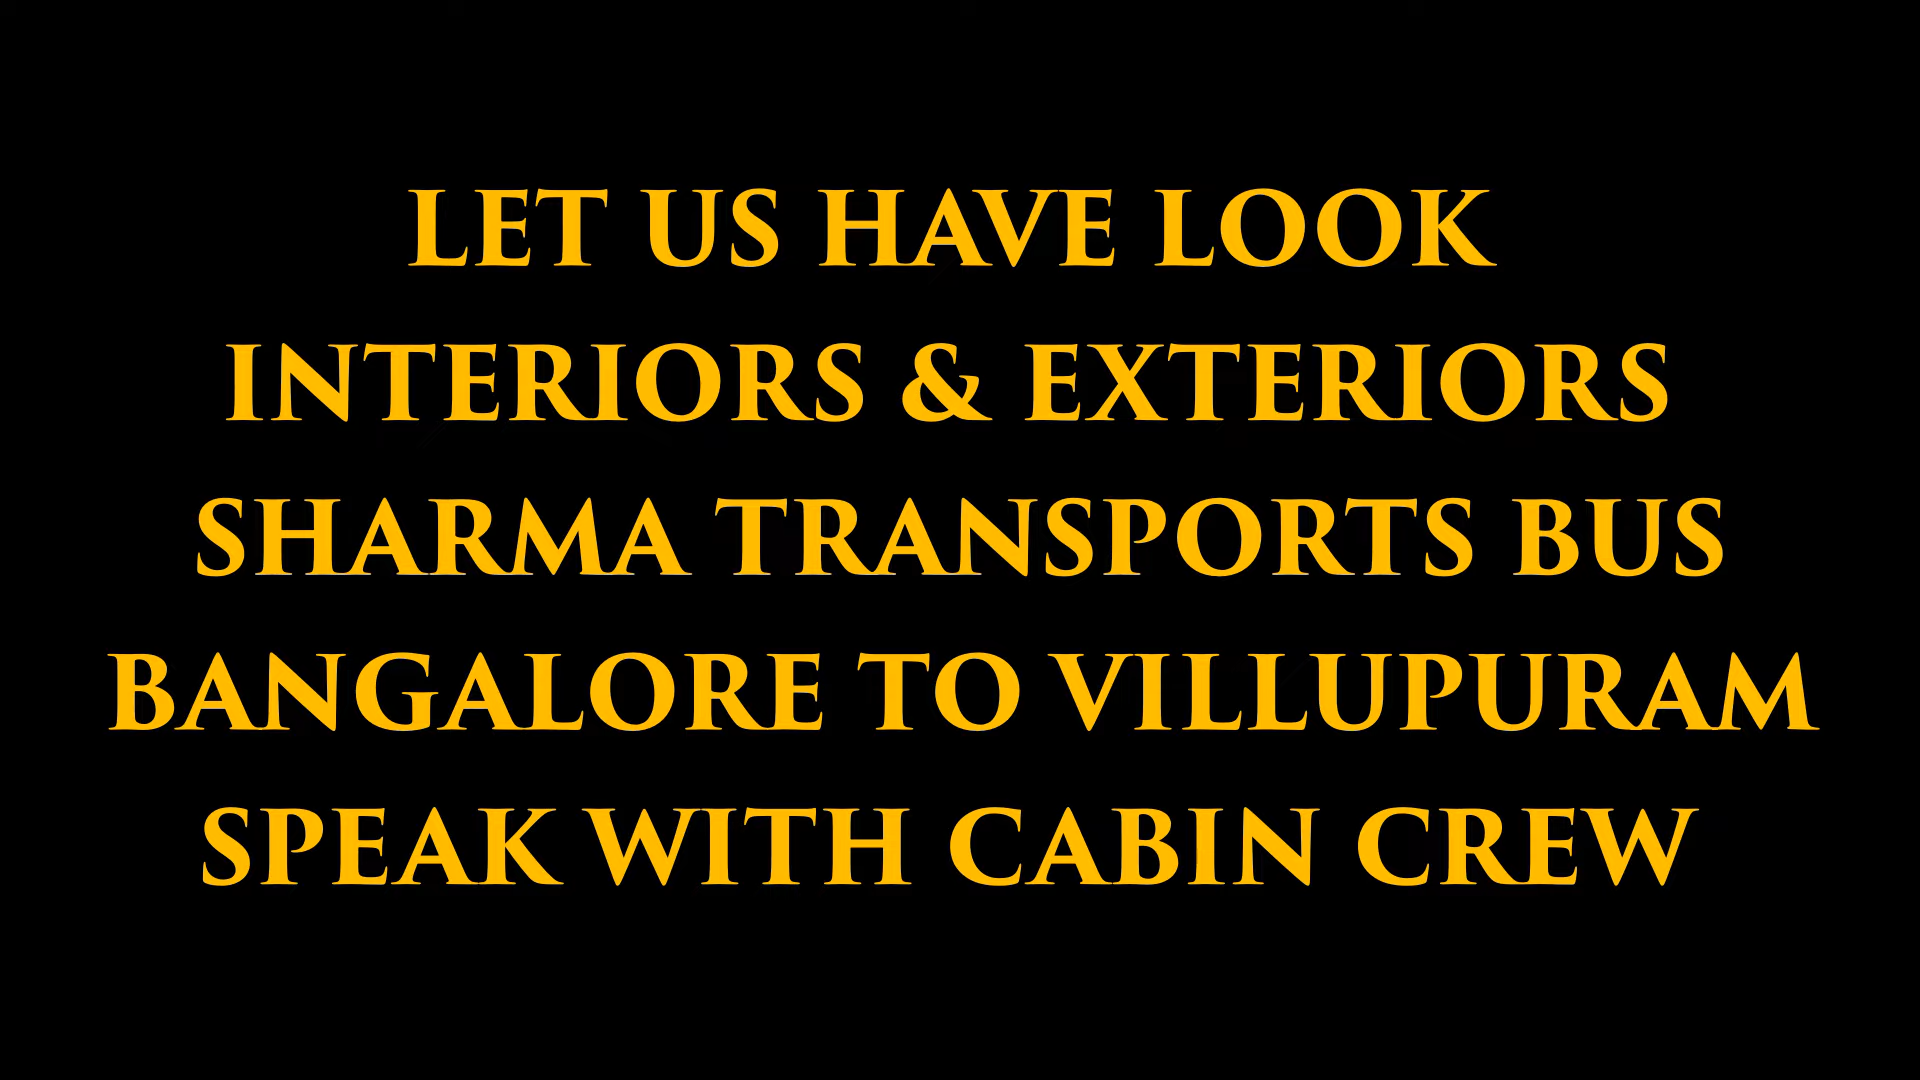 LET US HAVE LOOK
INTERIORS & EXTERIORS
SHARMA TRANSPORTS BUS
BANGALORE TO VILLUPURAM
SPEAK WITH CABIN CREW